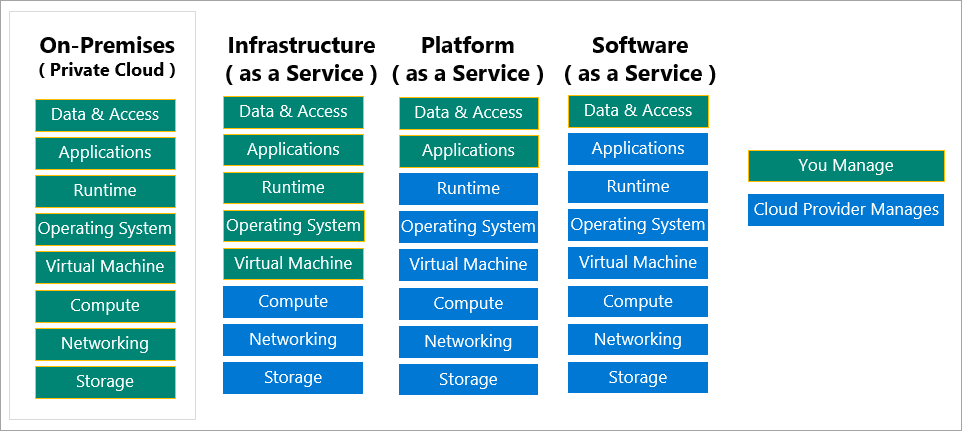 On-Premises
( Private Cloud )
Data & Access
Applications
Runtime
Operating System
Virtual Machine
Compute
Networking
Storage
Infrastructure
( as a Service )
Data & Access
Applications
Runtime
Operating System
Virtual Machine
Compute
Networking
Storage
Platform
( as a Service )
Data & Access
Applications
Runtime
Operating System
Virtual Machine
Compute
Networking
Storage
Software
( as a Service )
Data & Access
Applications
Runtime
Operating System
Virtual Machine
Compute
Networking
Storage
You Manage
Cloud Provider Manages